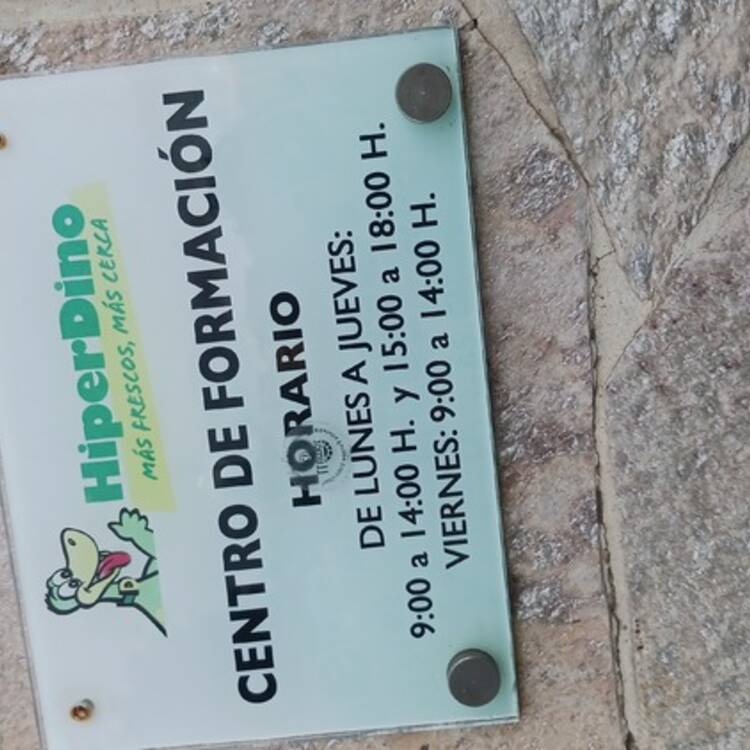 HiperDino
MÁS FRESCOS, MÁS CERCA
CENTRO DE FORMACIÓN
HORARIO
DE LUNES A JUEVES:
9:00 a 14:00 H. y 15:00 a 18:00 H.
VIERNES: 9:00 a 14:00 H.